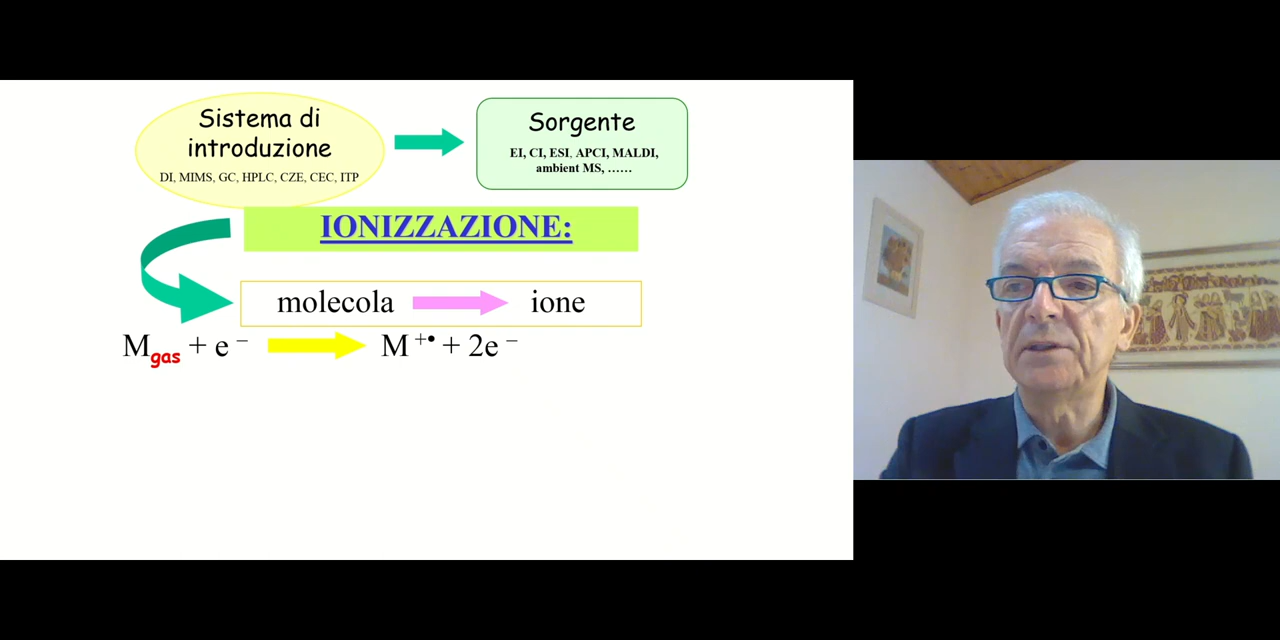 Sistema di
introduzione
DI, MIMS, GC, HPLC, CZE, CEC, ITP
Sorgente
EI, CI, ESI, APCI, MALDI,
ambient MS, ……
IONIZZAZIONE:
molecola ione
M gas + e⁻ M⁺• + 2e⁻